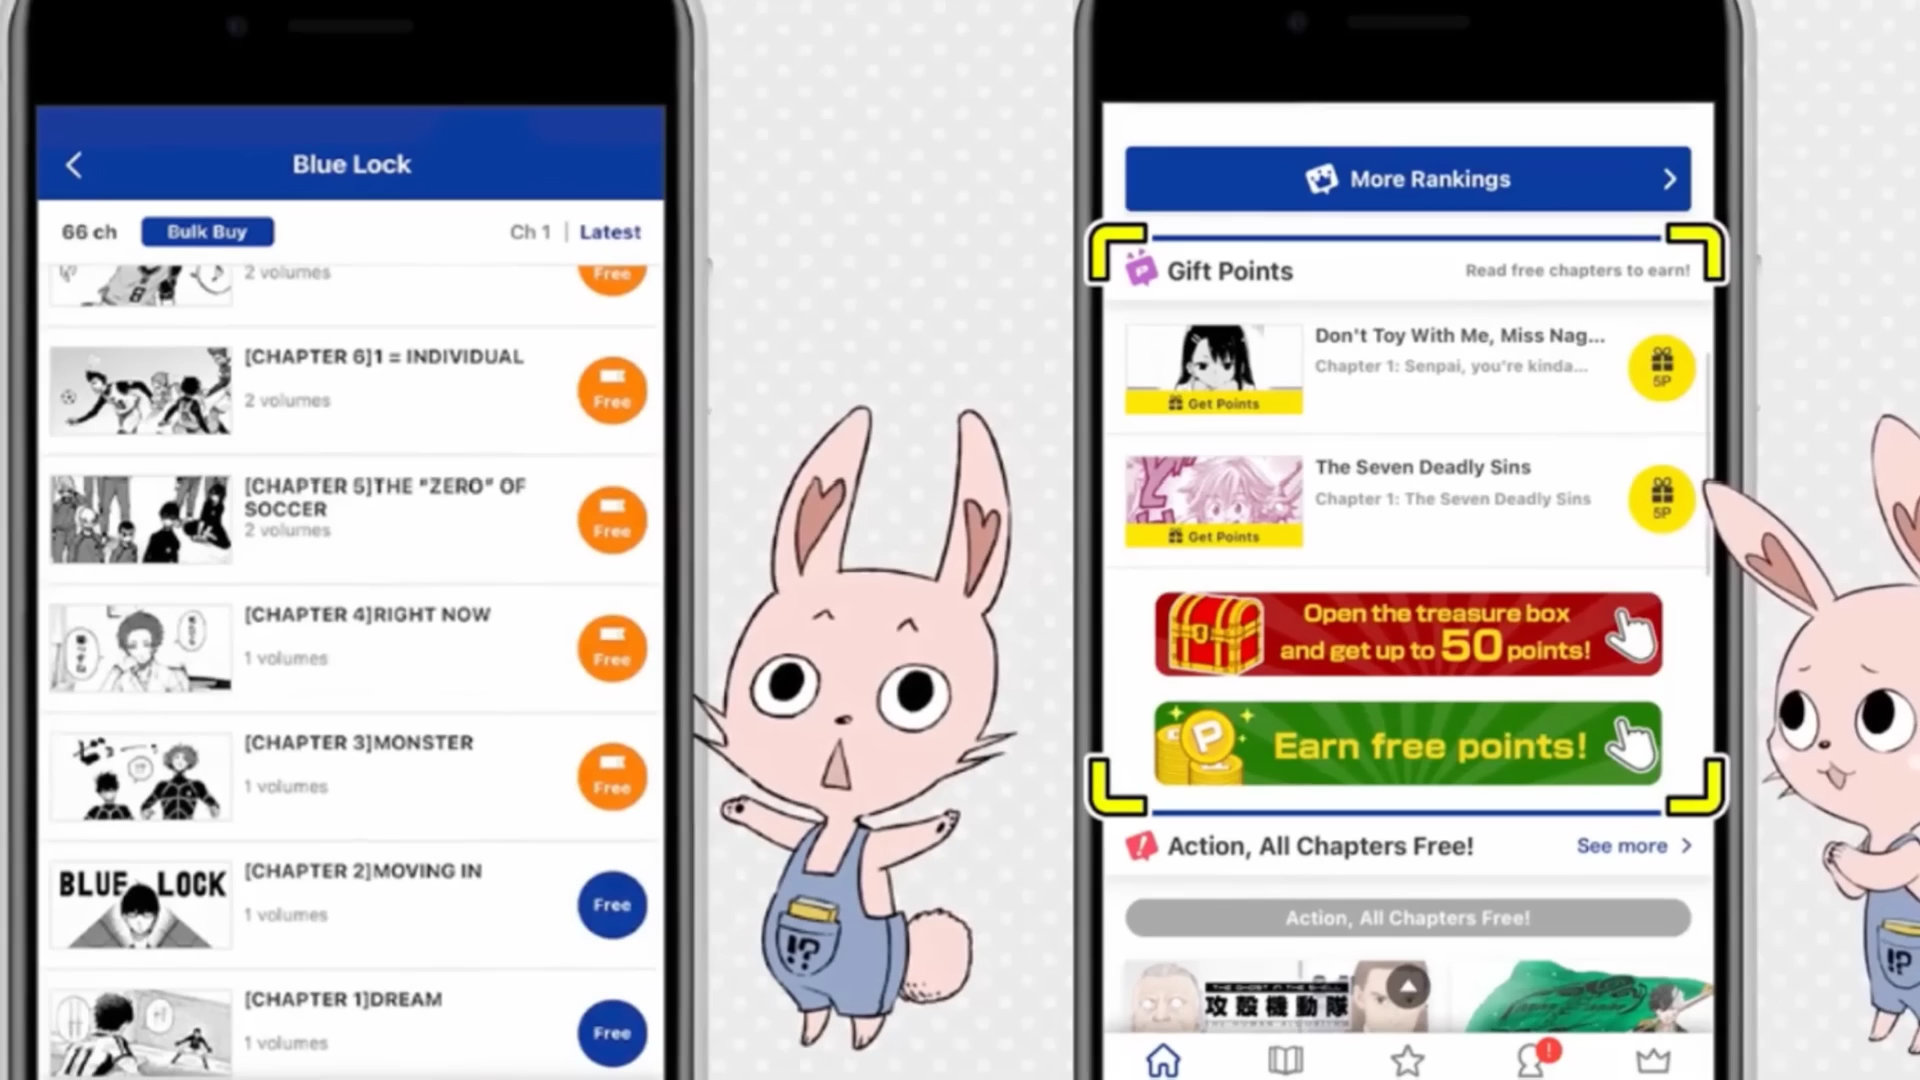 Blue Lock
66 ch
Bulk Buy
Ch 1 | Latest
2 volumes
Free
[CHAPTER 6]1 = INDIVIDUAL
2 volumes
Free
[CHAPTER 5]THE "ZERO" OF
SOCCER
2 volumes
Free
[CHAPTER 4]RIGHT NOW
1 volumes
Free
[CHAPTER 3]MONSTER
1 volumes
Free
BLUE LOCK
[CHAPTER 2]MOVING IN
1 volumes
Free
[CHAPTER 1]DREAM
1 volumes
Free
!?
More Rankings
Gift Points
Read free chapters to earn!
Don't Toy With Me, Miss Nag...
Chapter 1: Senpai, you're kinda...
Get Points
5P
The Seven Deadly Sins
Chapter 1: The Seven Deadly Sins
Get Points
5P
Open the treasure box
and get up to 50 points!
P
Earn free points!
Action, All Chapters Free!
See more
Action, All Chapters Free!
攻殻機動隊
!?